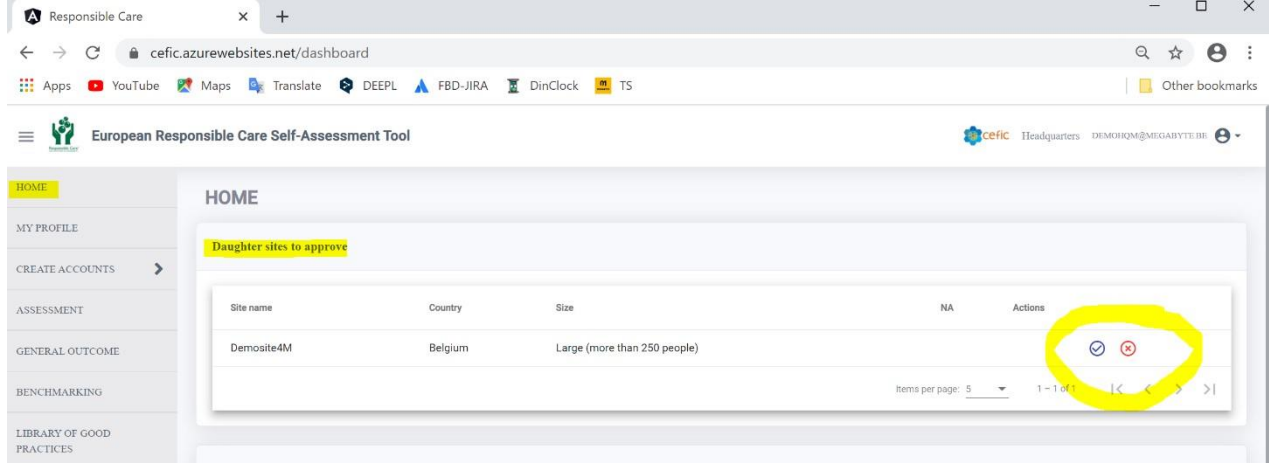 Responsible Care
cefic.azurewebsites.net/dashboard
Apps YouTube Maps Translate DEEPL FBD-JIRA DinClock TS Other bookmarks
European Responsible Care Self-Assessment Tool cefic Headquarters DEMOHQM@MEGABYTE.BE
HOME
MY PROFILE
CREATE ACCOUNTS
ASSESSMENT
GENERAL OUTCOME
BENCHMARKING
LIBRARY OF GOOD
PRACTICES
HOME
Daughter sites to approve
Site name Country Size NA Actions
Demosite4M Belgium Large (more than 250 people)
Items per page: 5 1 – 1 of 1